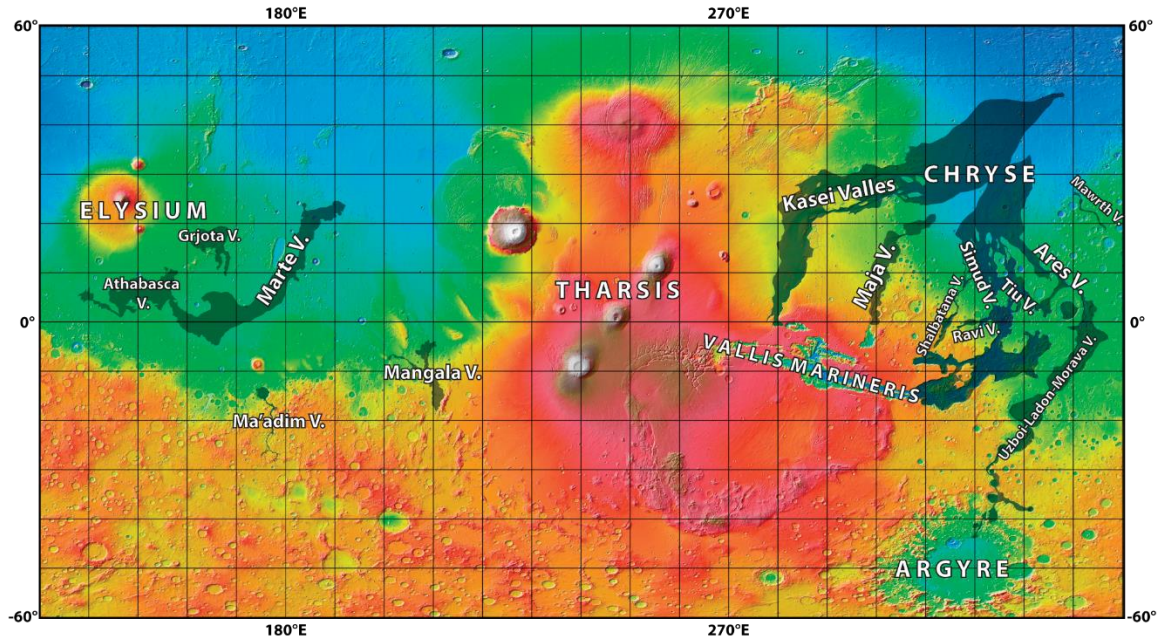 180°E
270°E
60°
60°
CHRYSE
Mawrth V.
Kasei Valles
ELYSIUM
Grjota V.
Marte V.
Athabasca
V.
Maja V.
Simud V.
Ares V.
Tiu V.
THARSIS
Shalbatana V.
Ravi V.
0°
0°
VALLIS MARINERIS
Mangala V.
Uzboi-Ladon-Morava V.
Ma'adim V.
ARGYRE
-60°
-60°
180°E
270°E